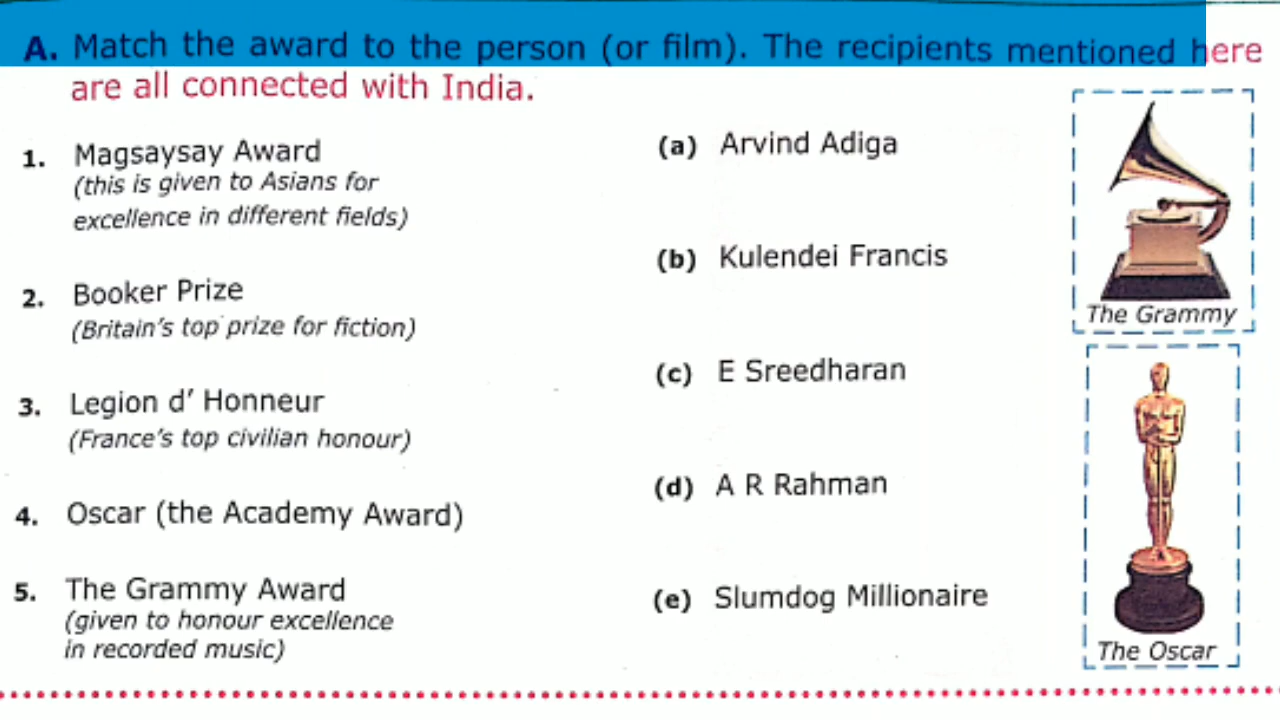 A. Match the award to the person (or film). The recipients mentioned here
are all connected with India.
1. Magsaysay Award
(this is given to Asians for
excellence in different fields)
2. Booker Prize
(Britain's top prize for fiction)
3. Legion d' Honneur
(France's top civilian honour)
4. Oscar (the Academy Award)
5. The Grammy Award
(given to honour excellence
in recorded music)
(a) Arvind Adiga
(b) Kulendei Francis
(c) E Sreedharan
(d) A R Rahman
(e) Slumdog Millionaire
The Grammy
The Oscar